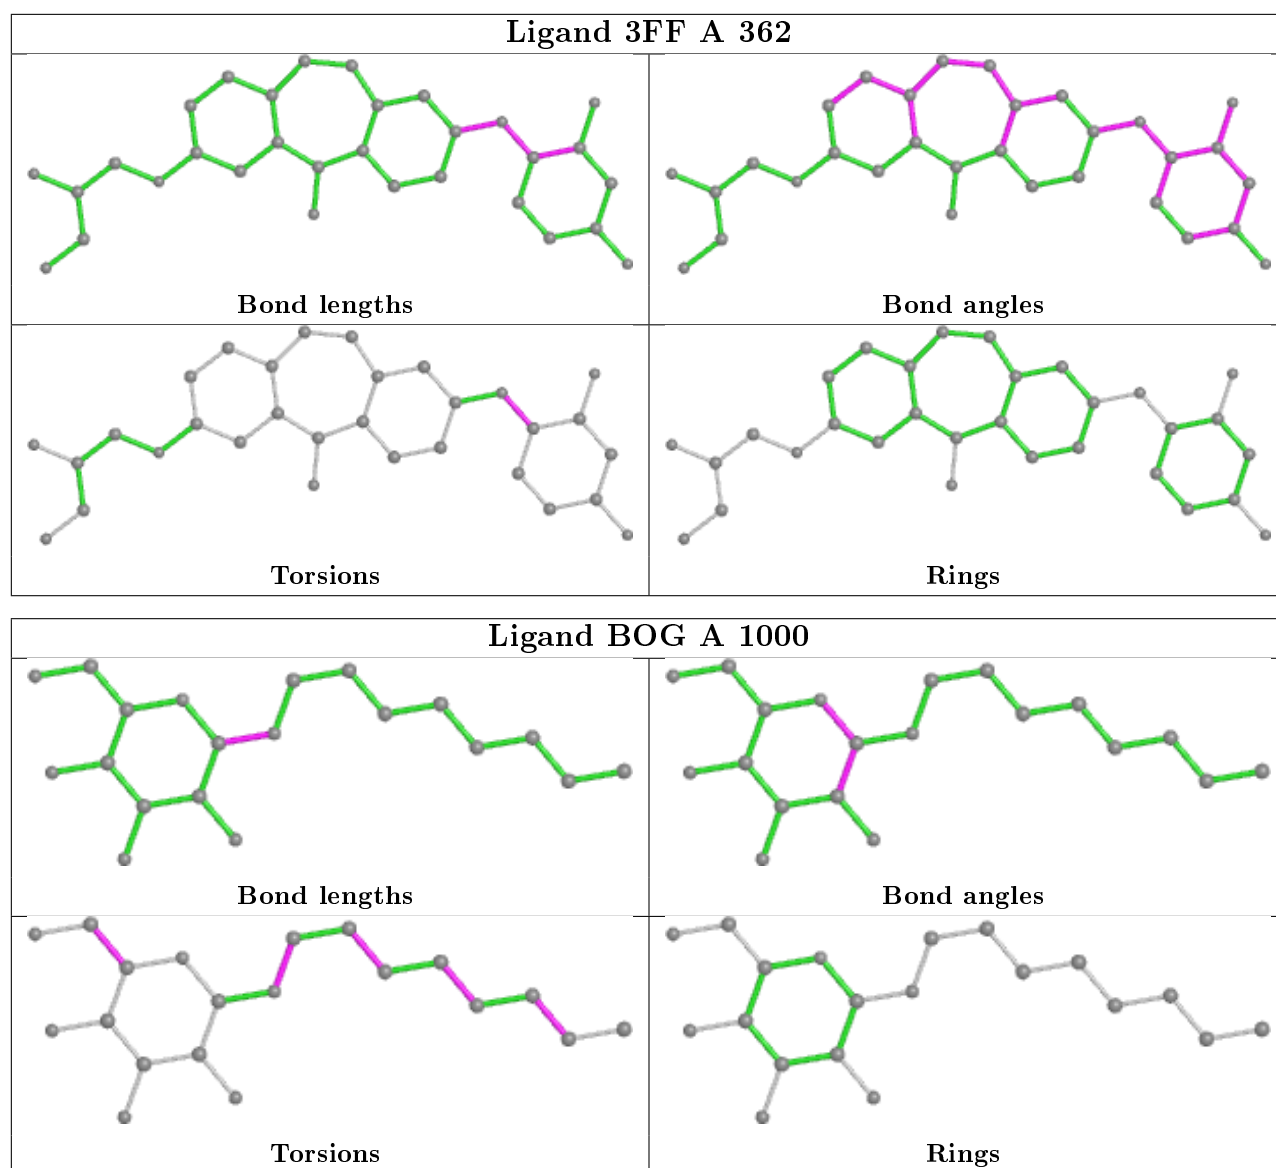 Ligand 3FF A 362
Bond lengths
Bond angles
Torsions
Rings
Ligand BOG A 1000
Bond lengths
Bond angles
Torsions
Rings